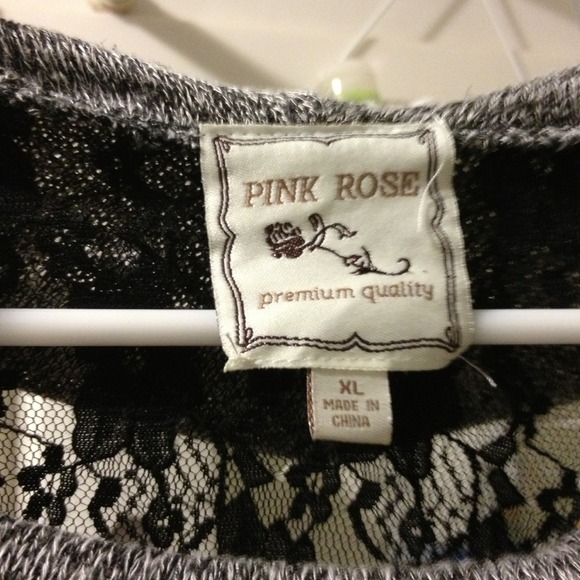 PINK ROSE
premium quality
XL
MADE IN
CHINA